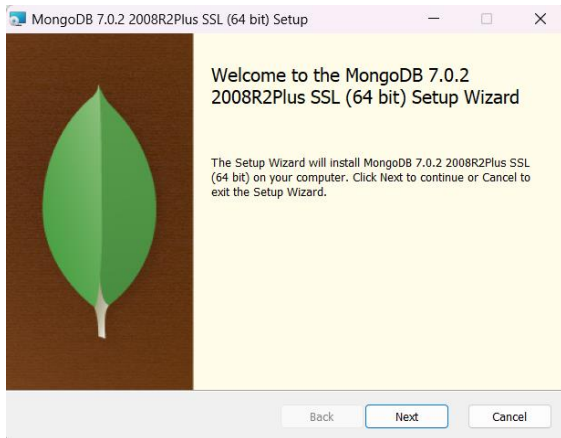 MongoDB 7.0.2 2008R2Plus SSL (64 bit) Setup
Welcome to the MongoDB 7.0.2
2008R2Plus SSL (64 bit) Setup Wizard
The Setup Wizard will install MongoDB 7.0.2 2008R2Plus SSL
(64 bit) on your computer. Click Next to continue or Cancel to
exit the Setup Wizard.
Back Next Cancel